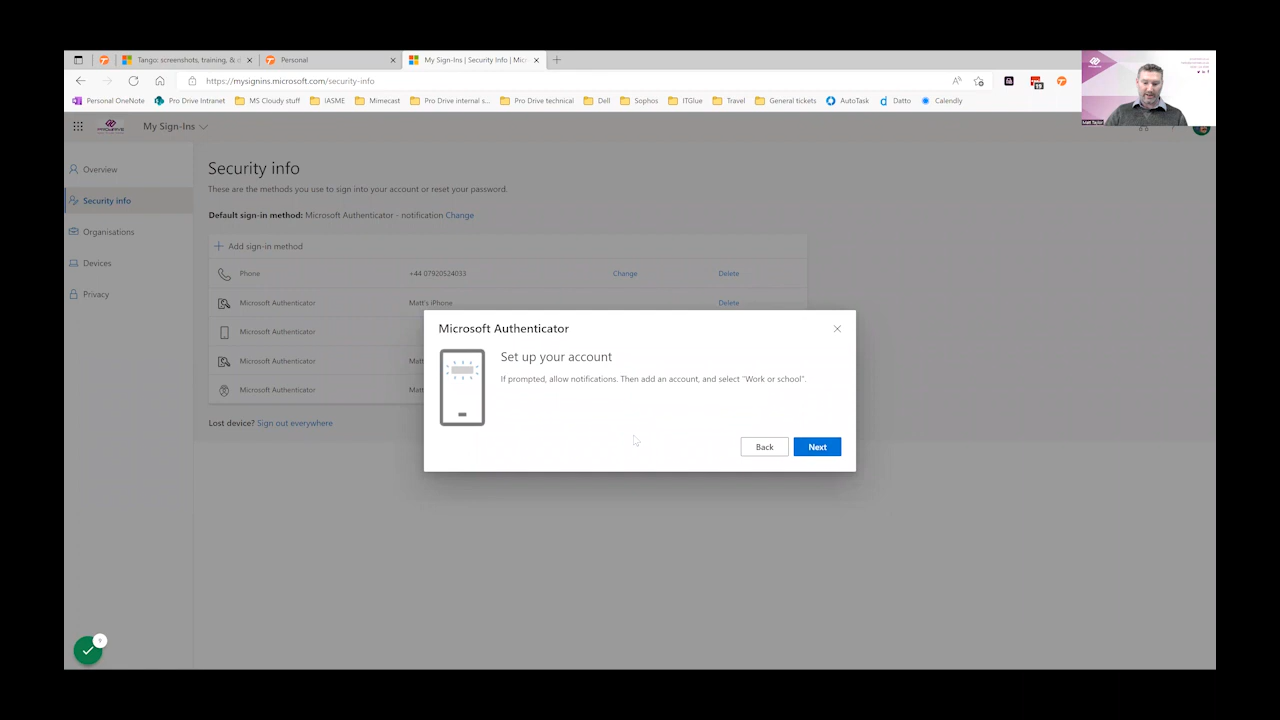 Tango: screenshots, training, & c
Personal
My Sign-Ins | Security Info | Micr
https://mysignins.microsoft.com/security-info
19
Personal OneNote
Pro Drive Intranet
MS Cloudy stuff
IASME
Mimecast
Pro Drive internal s...
Pro Drive technical
Dell
Sophos
ITGlue
Travel
General tickets
AutoTask
Datto
Calendly
Matt Taylor
My Sign-Ins
Overview
Security info
Organisations
Devices
Privacy
Security info
These are the methods you use to sign into your account or reset your password.
Default sign-in method: Microsoft Authenticator - notification Change
Add sign-in method
Phone +44 07920524033 Change Delete
Microsoft Authenticator Matt's iPhone Delete
Microsoft Authenticator
Microsoft Authenticator Mat
Microsoft Authenticator Mat
Lost device? Sign out everywhere
Microsoft Authenticator
Set up your account
If prompted, allow notifications. Then add an account, and select "Work or school".
Back
Next